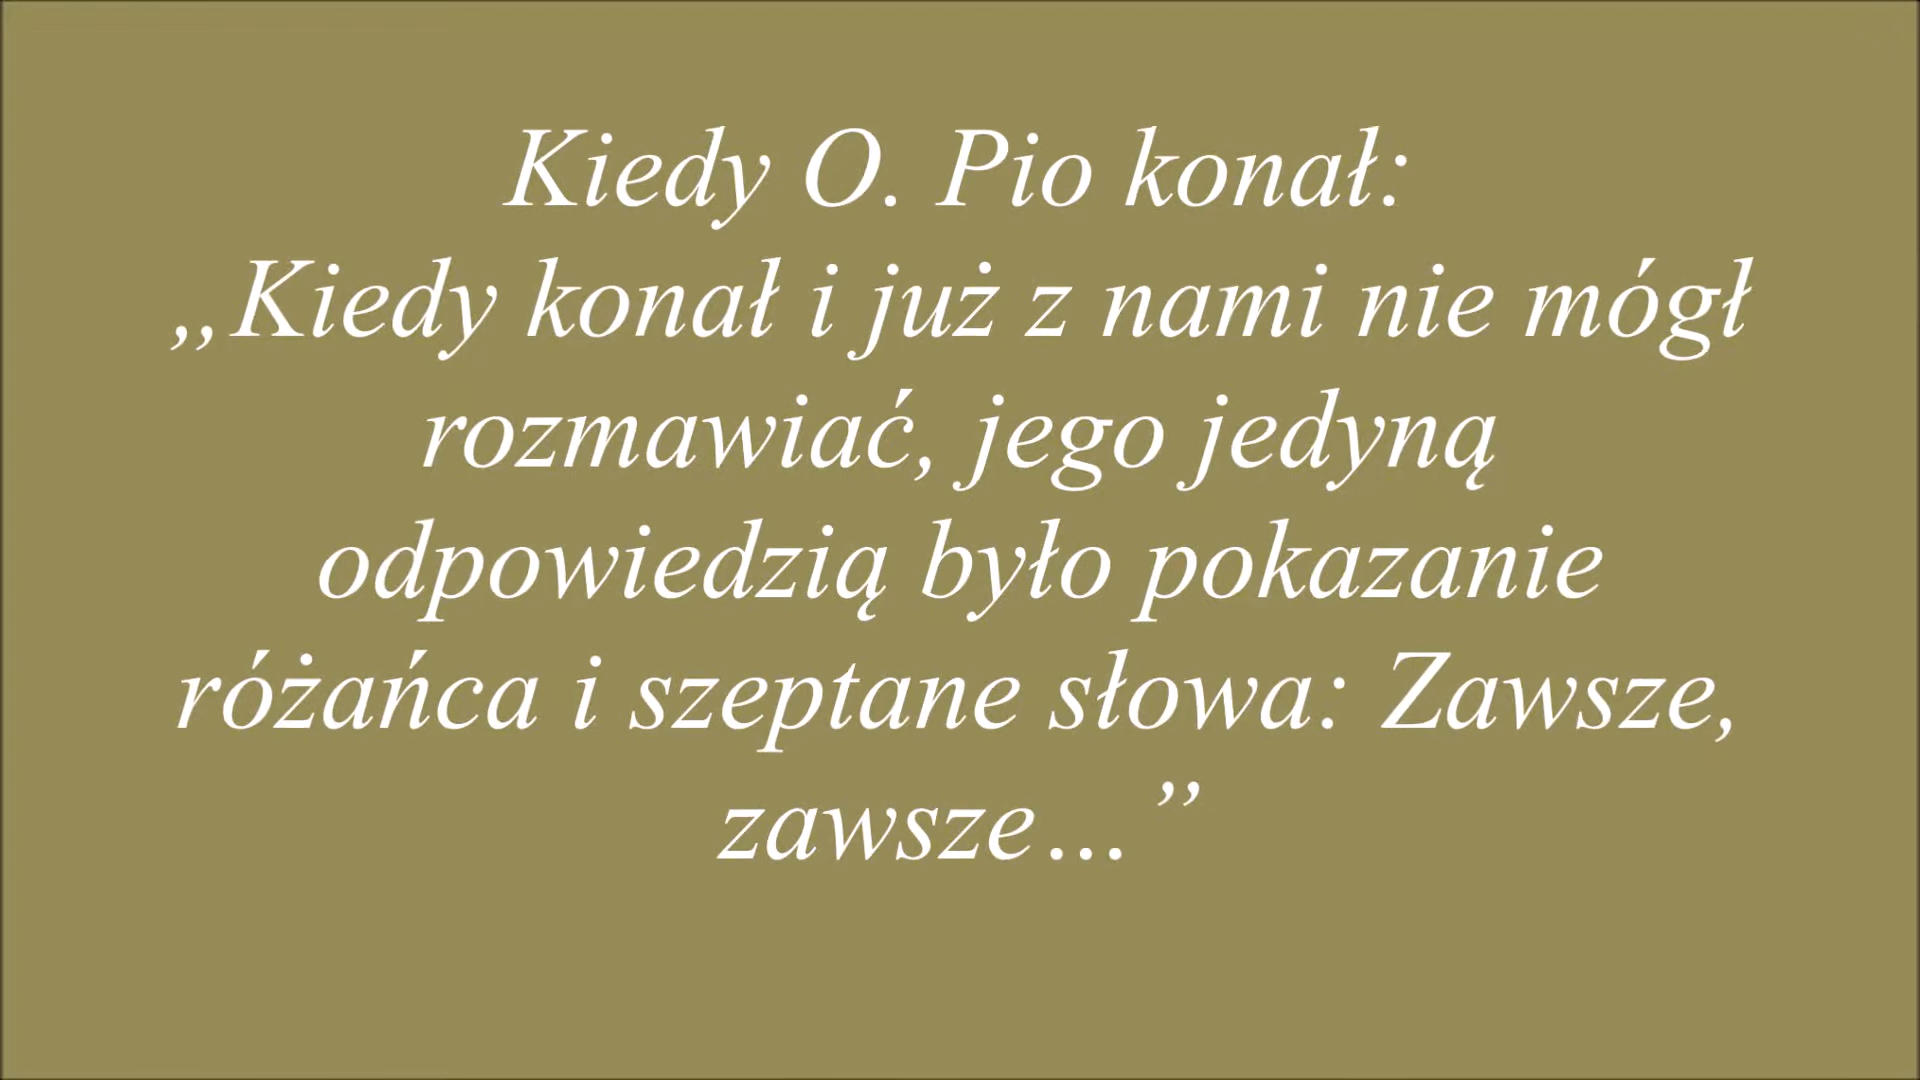 Kiedy O. Pio konał:
„Kiedy konał i już z nami nie mógł
rozmawiać, jego jedyną
odpowiedzią było pokazanie
różańca i szeptane słowa: Zawsze,
zawsze…”